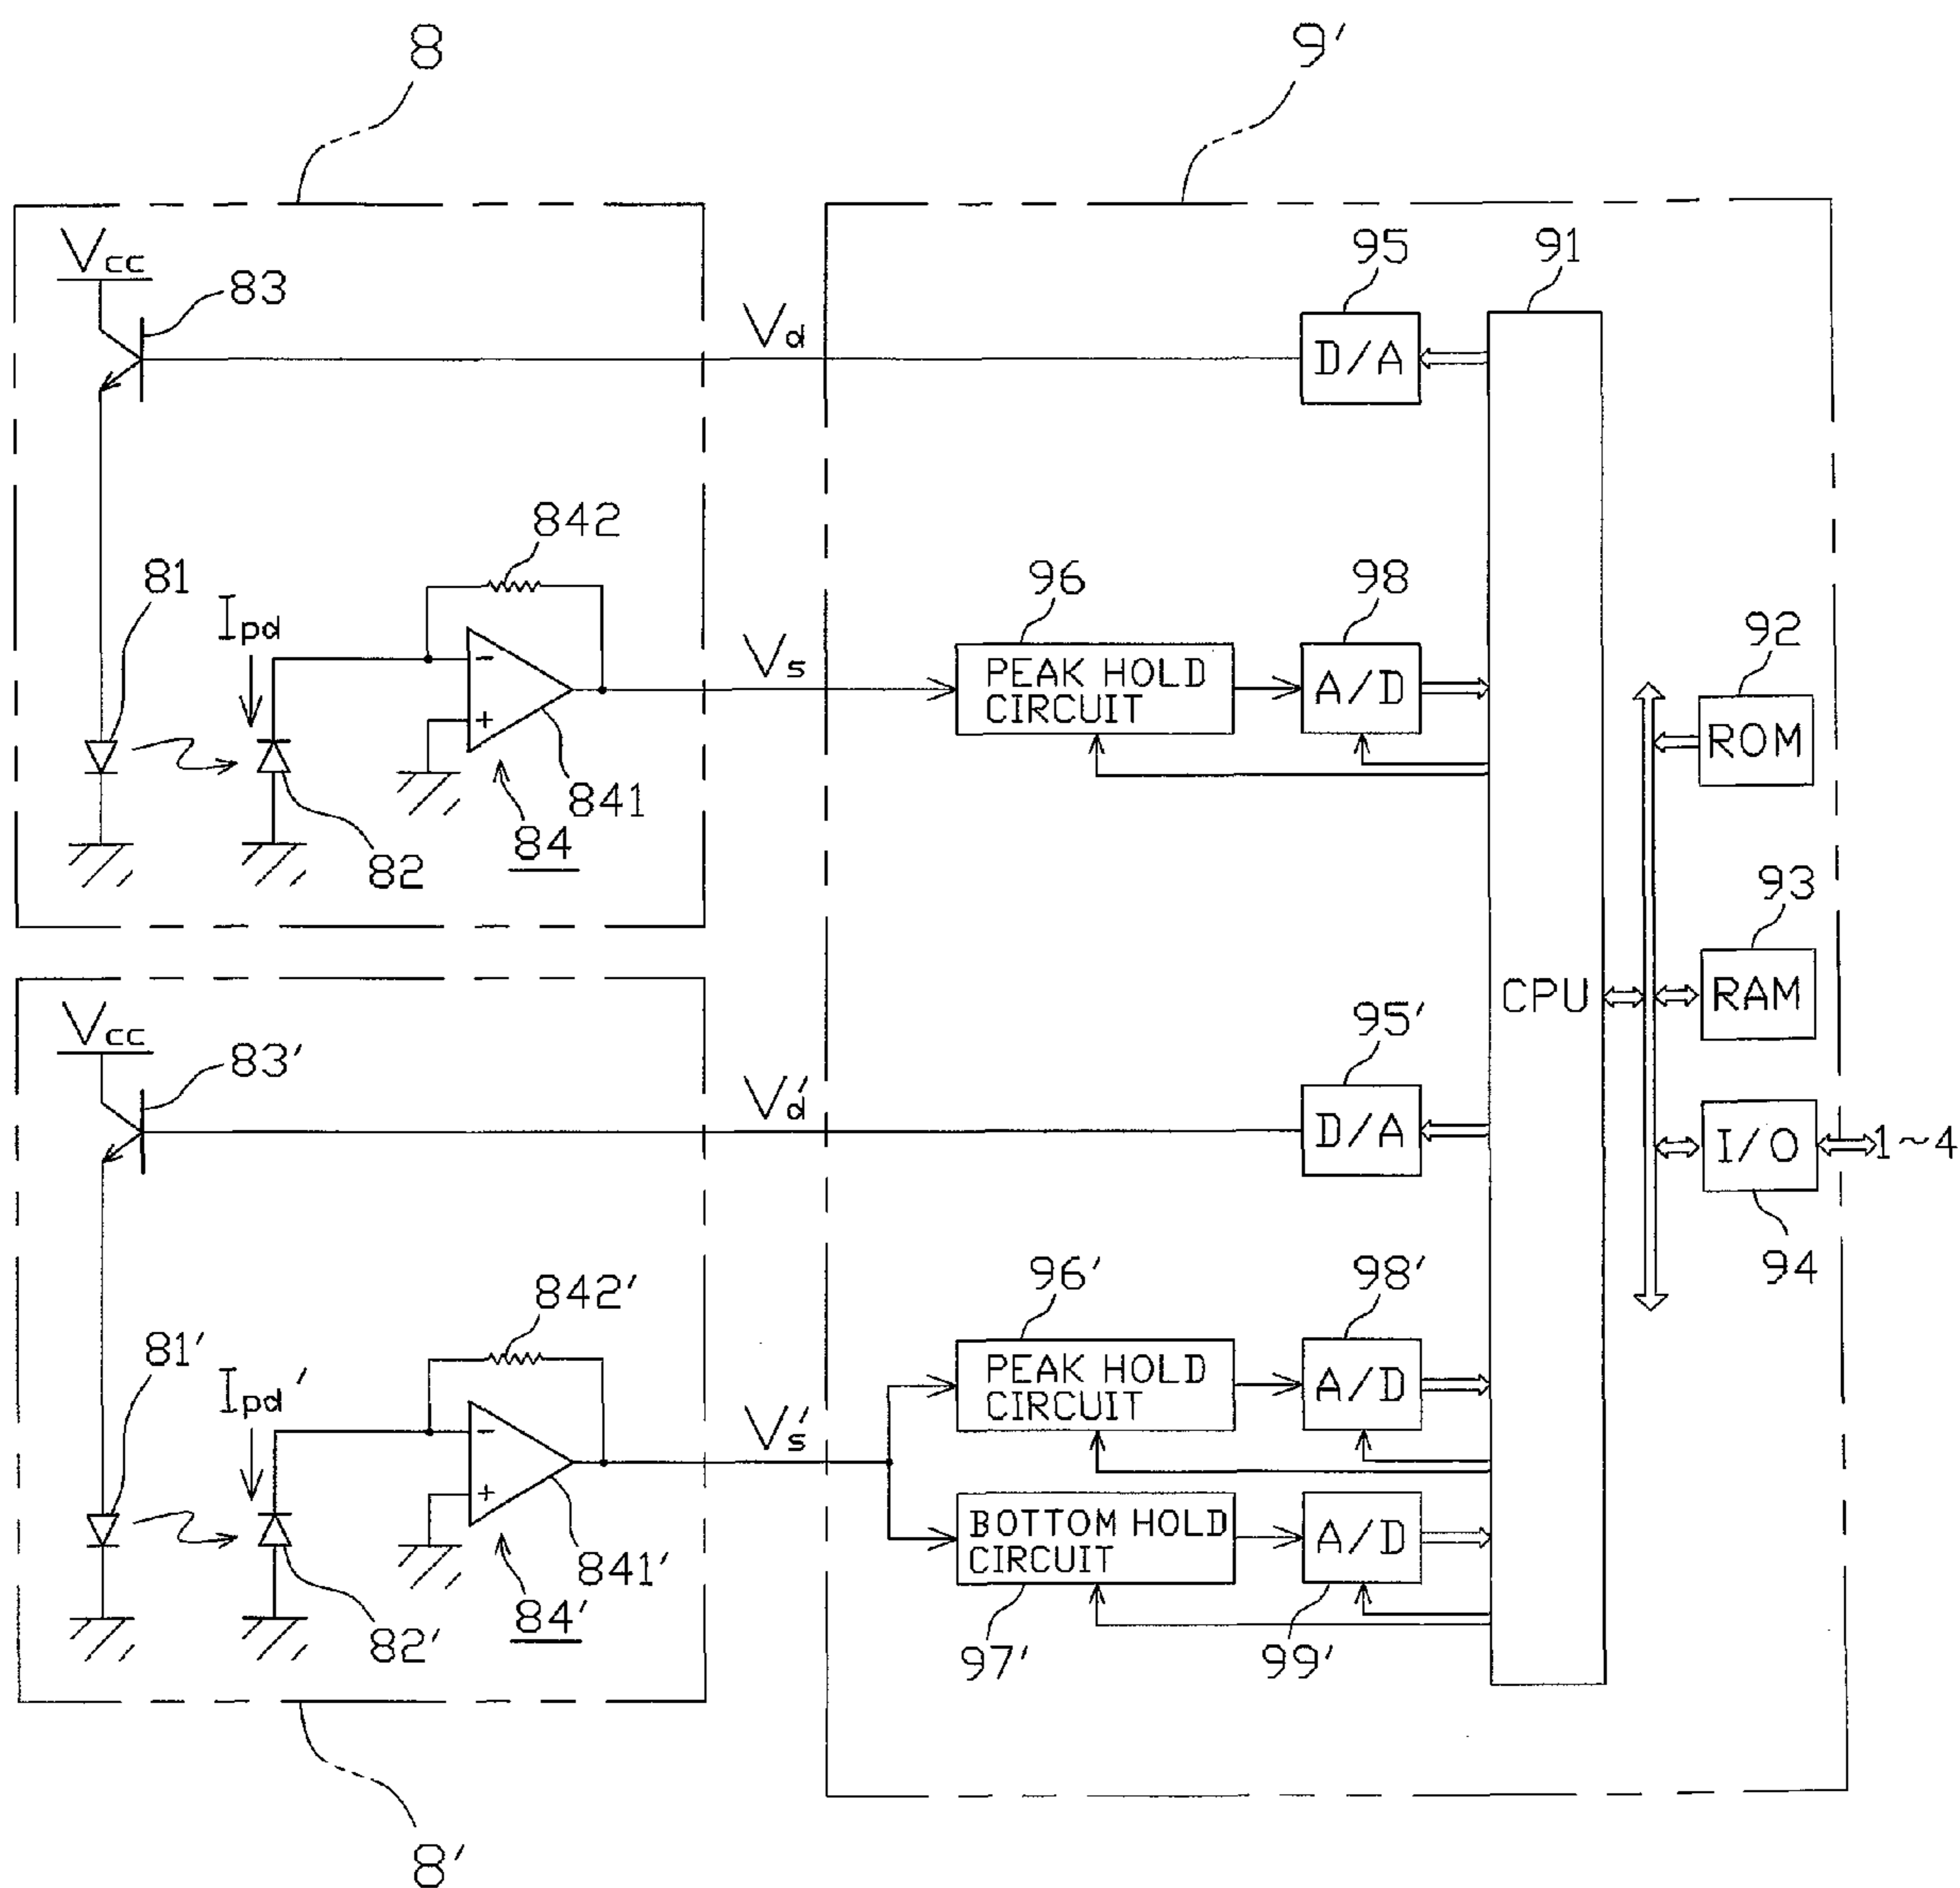 8
9'
Vcc
83
Vd
95
D/A
91
842
81
Ipd
96
98
Vs
PEAK HOLD
CIRCUIT
A/D
92
ROM
841
84
82
93
RAM
CPU
Vcc
83'
Vd'
95'
D/A
I/O
1~4
94
842'
81'
Ipd'
96'
98'
Vs'
PEAK HOLD
CIRCUIT
A/D
BOTTOM HOLD
CIRCUIT
A/D
841'
84'
82'
97'
99'
8'